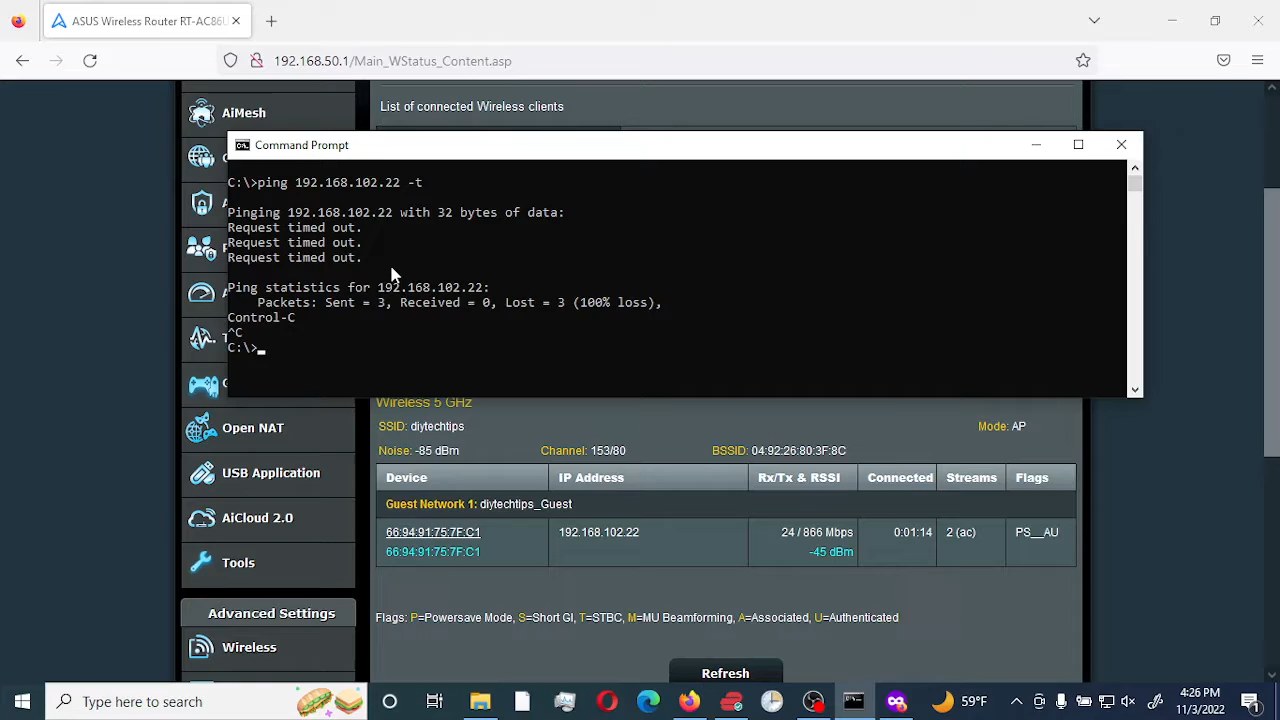 ASUS Wireless Router RT-AC86U
192.168.50.1/Main_WStatus_Content.asp
AiMesh
List of connected Wireless clients
Command Prompt
C:\>ping 192.168.102.22 -t
Pinging 192.168.102.22 with 32 bytes of data:
Request timed out.
Request timed out.
Request timed out.
Ping statistics for 192.168.102.22:
Packets: Sent = 3, Received = 0, Lost = 3 (100% loss),
Control-C
^C
C:\>
Wireless 5 GHz
SSID: diytechtips Mode: AP
Noise: -85 dBm Channel: 153/80 BSSID: 04:92:26:80:3F:8C
Device IP Address Rx/Tx & RSSI Connected Streams Flags
Guest Network 1: diytechtips_Guest
66:94:91:75:7F:C1 192.168.102.22 24 / 866 Mbps 0:01:14 2 (ac) PS__AU
66:94:91:75:7F:C1 -45 dBm
Flags: P=Powersave Mode, S=Short GI, T=STBC, M=MU Beamforming, A=Associated, U=Authenticated
Refresh
Open NAT
USB Application
AiCloud 2.0
Tools
Advanced Settings
Wireless
Type here to search
59°F
4:26 PM
11/3/2022
1